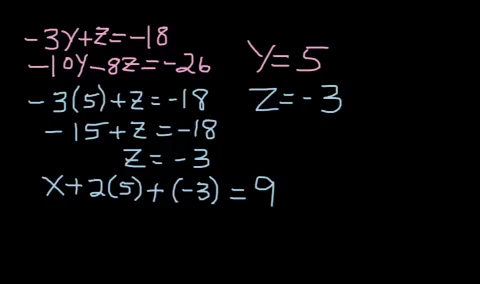 -3y+z=-18
-10y-8z=-26
y=5
-3(5)+z=-18
z=-3
-15+z=-18
z=-3
x+2(5)+(-3)=9